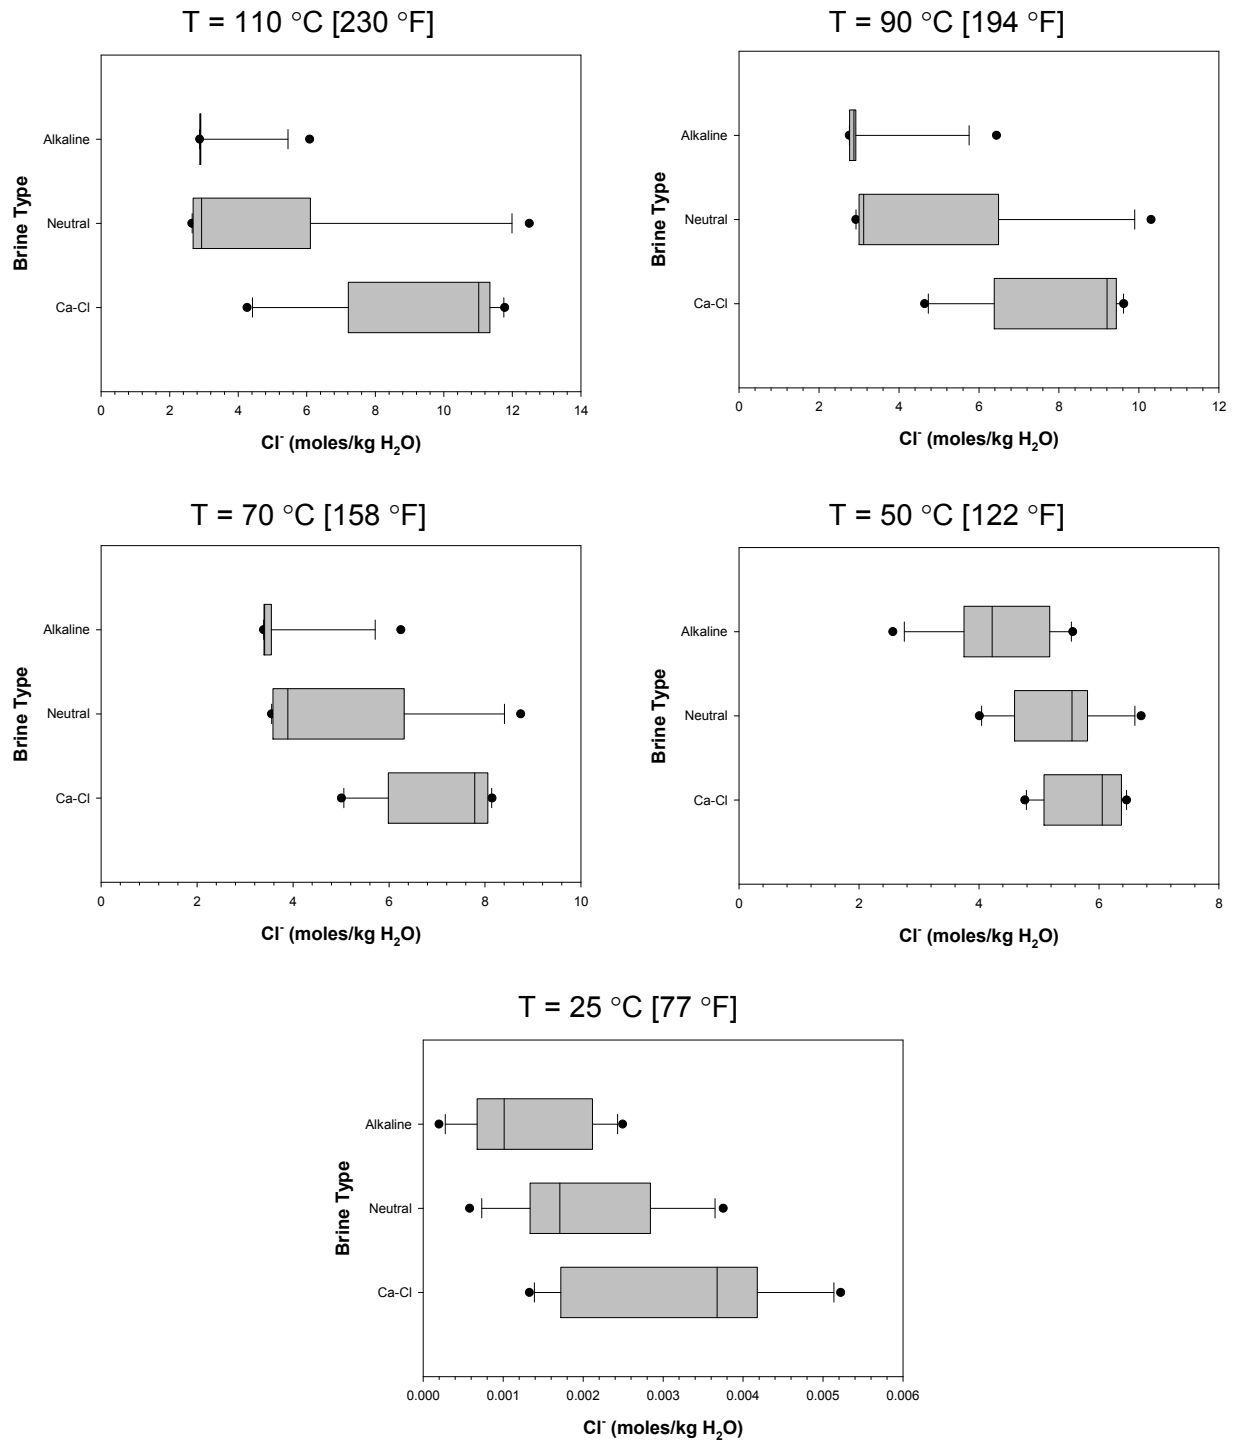 T = 110 °C [230 °F]
Brine Type
Alkaline
Neutral
Ca-Cl
0 2 4 6 8 10 12 14
Cl⁻ (moles/kg H₂O)
T = 90 °C [194 °F]
Brine Type
Alkaline
Neutral
Ca-Cl
0 2 4 6 8 10 12
Cl⁻ (moles/kg H₂O)
T = 70 °C [158 °F]
Brine Type
Alkaline
Neutral
Ca-Cl
0 2 4 6 8 10
Cl⁻ (moles/kg H₂O)
T = 50 °C [122 °F]
Brine Type
Alkaline
Neutral
Ca-Cl
0 2 4 6 8
Cl⁻ (moles/kg H₂O)
T = 25 °C [77 °F]
Brine Type
Alkaline
Neutral
Ca-Cl
0.000 0.001 0.002 0.003 0.004 0.005 0.006
Cl⁻ (moles/kg H₂O)